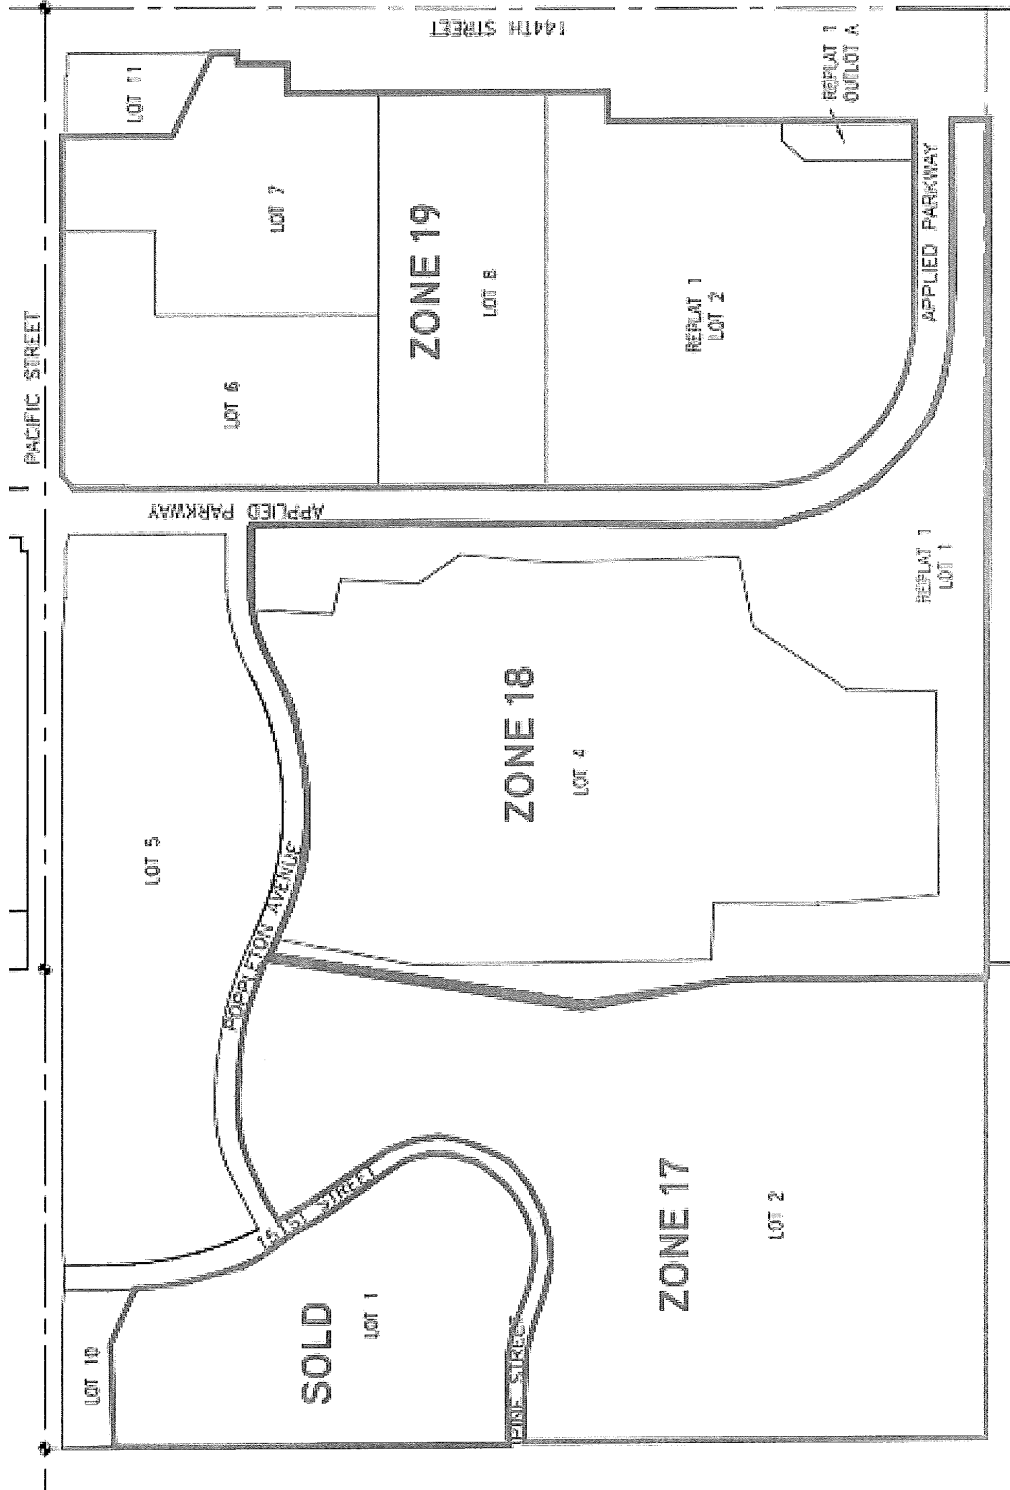 PACIFIC STREET
144TH STREET
LOT 11
LOT 7
LOT 6
ZONE 19
LOT 8
REPLAT 1
LOT 2
REPLAT 1
OUTLOT A
APPLIED PARKWAY
APPLIED PARKWAY
REPLAT 1
LOT 1
LOT 5
POPPLETON AVENUE
ZONE 18
LOT 4
151ST STREET
LOT 10
SOLD
LOT 1
PINE STREET
ZONE 17
LOT 2